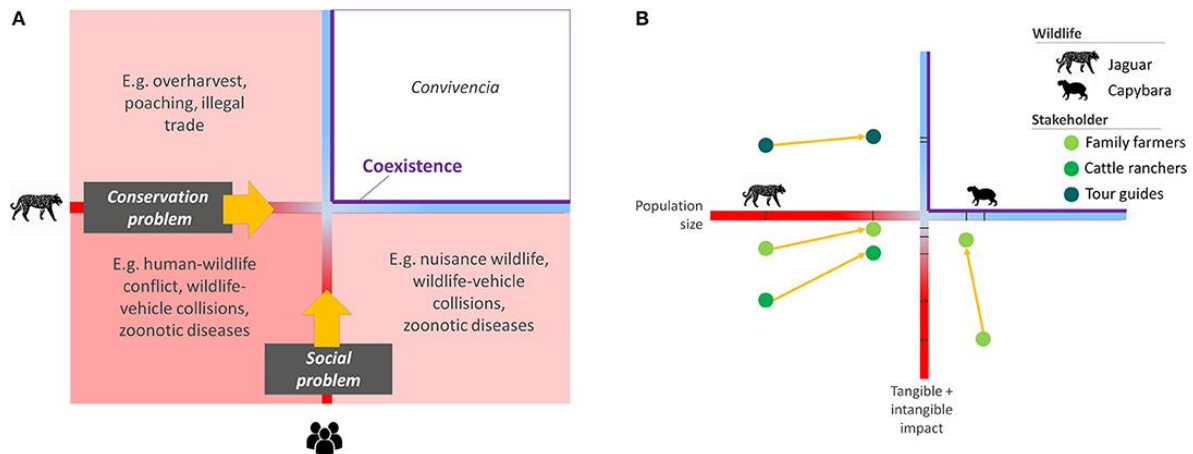 A
E.g. overharvest,
poaching, illegal
trade
Convivencia
Coexistence
Conservation
problem
E.g. human-wildlife
conflict, wildlife-
vehicle collisions,
zoonotic diseases
E.g. nuisance wildlife,
wildlife-vehicle
collisions,
zoonotic diseases
Social
problem
B
Wildlife
Jaguar
Capybara
Stakeholder
Family farmers
Cattle ranchers
Tour guides
Population
size
Tangible +
intangible
impact